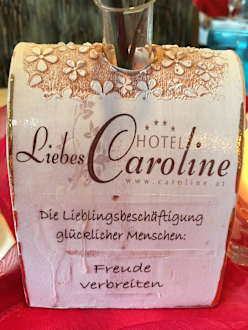 HOTEL
Liebes Caroline
www.caroline.at
Die Lieblingsbeschäftigung
glücklicher Menschen:
Freude
verbreiten